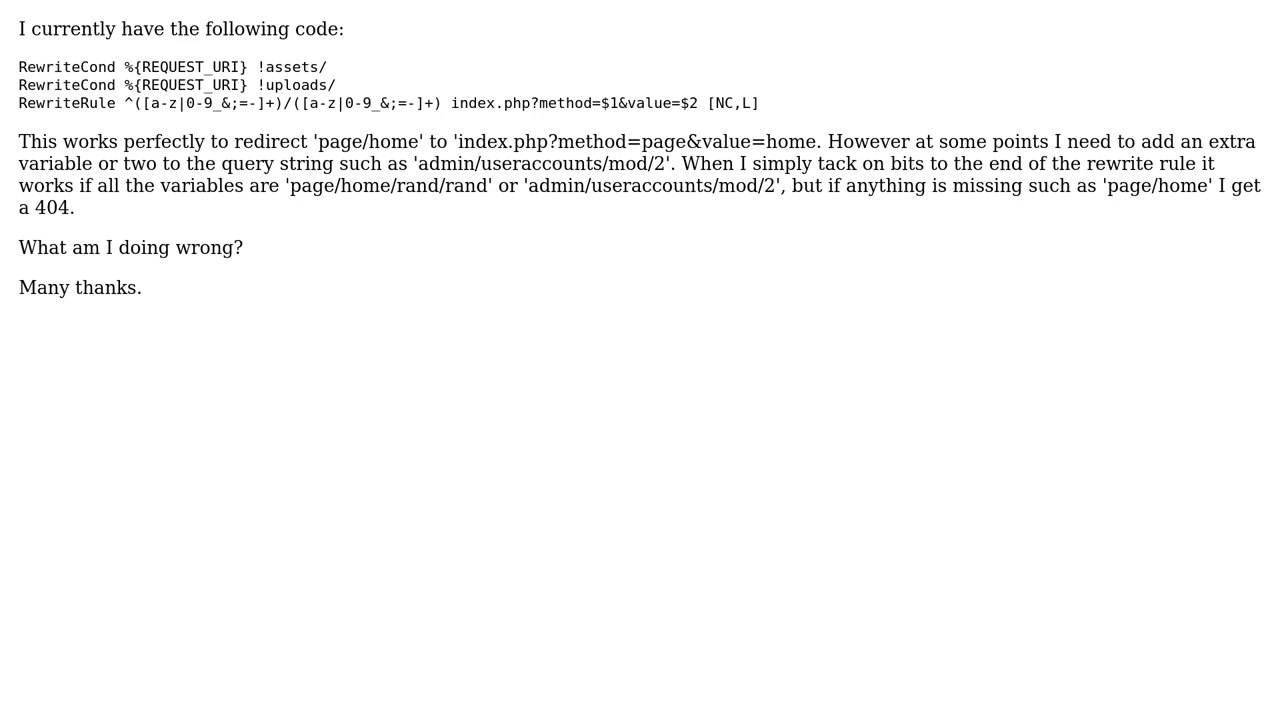 I currently have the following code:
RewriteCond %{REQUEST_URI} !assets/
RewriteCond %{REQUEST_URI} !uploads/
RewriteRule ^([a-z|0-9_&;=-]+)/([a-z|0-9_&;=-]+) index.php?method=$1&value=$2 [NC,L]
This works perfectly to redirect 'page/home' to 'index.php?method=page&value=home. However at some points I need to add an extra
variable or two to the query string such as 'admin/useraccounts/mod/2'. When I simply tack on bits to the end of the rewrite rule it
works if all the variables are 'page/home/rand/rand' or 'admin/useraccounts/mod/2', but if anything is missing such as 'page/home' I get
a 404.
What am I doing wrong?
Many thanks.